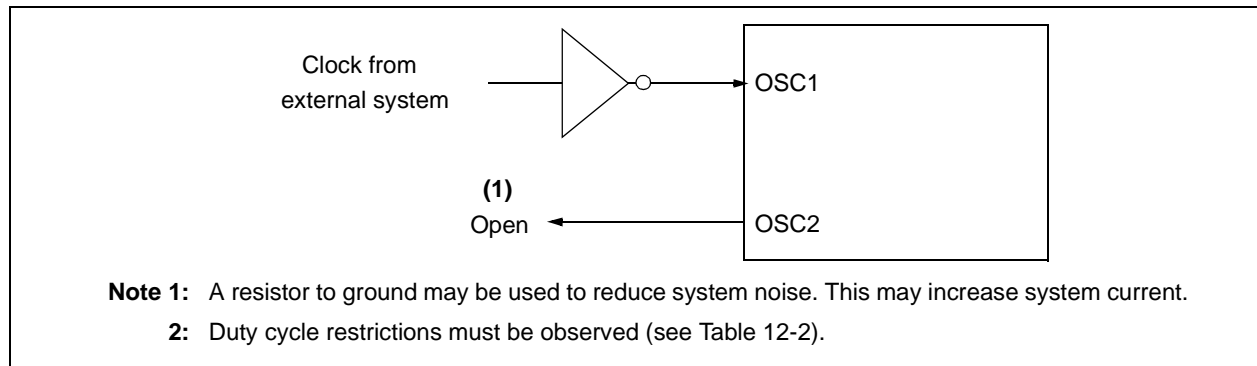 Clock from
external system
OSC1
(1)
Open
OSC2
Note 1: A resistor to ground may be used to reduce system noise. This may increase system current.
2: Duty cycle restrictions must be observed (see Table 12-2).